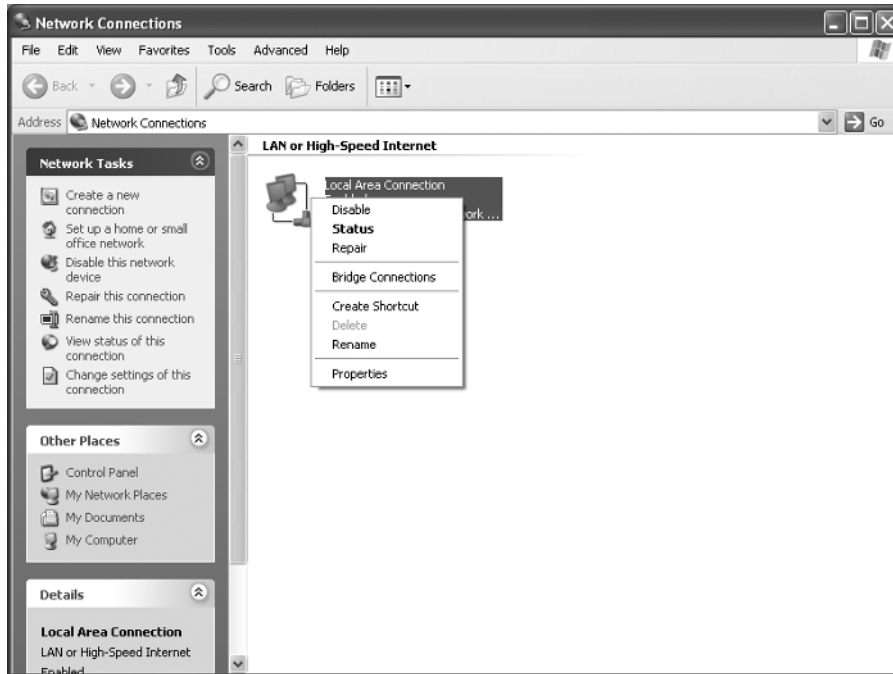 Network Connections
File Edit View Favorites Tools Advanced Help
Back Search Folders
Address Network Connections Go
Network Tasks
Create a new
connection
Set up a home or small
office network
Disable this network
device
Repair this connection
Rename this connection
View status of this
connection
Change settings of this
connection
Other Places
Control Panel
My Network Places
My Documents
My Computer
Details
Local Area Connection
LAN or High-Speed Internet
Enabled
LAN or High-Speed Internet
Local Area Connection
ork ...
Disable
Status
Repair
Bridge Connections
Create Shortcut
Delete
Rename
Properties